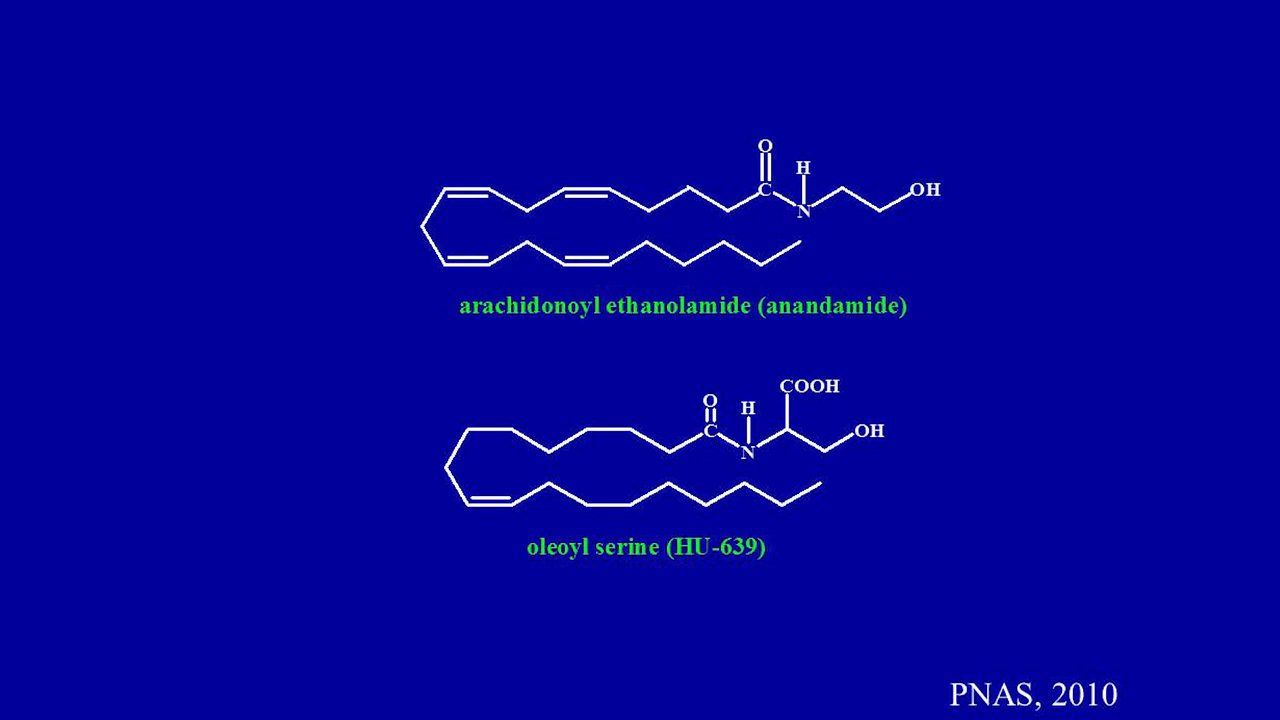 O
H
C
N
OH
arachidonoyl ethanolamide (anandamide)
COOH
O
H
C
N
OH
oleoyl serine (HU-639)
PNAS, 2010